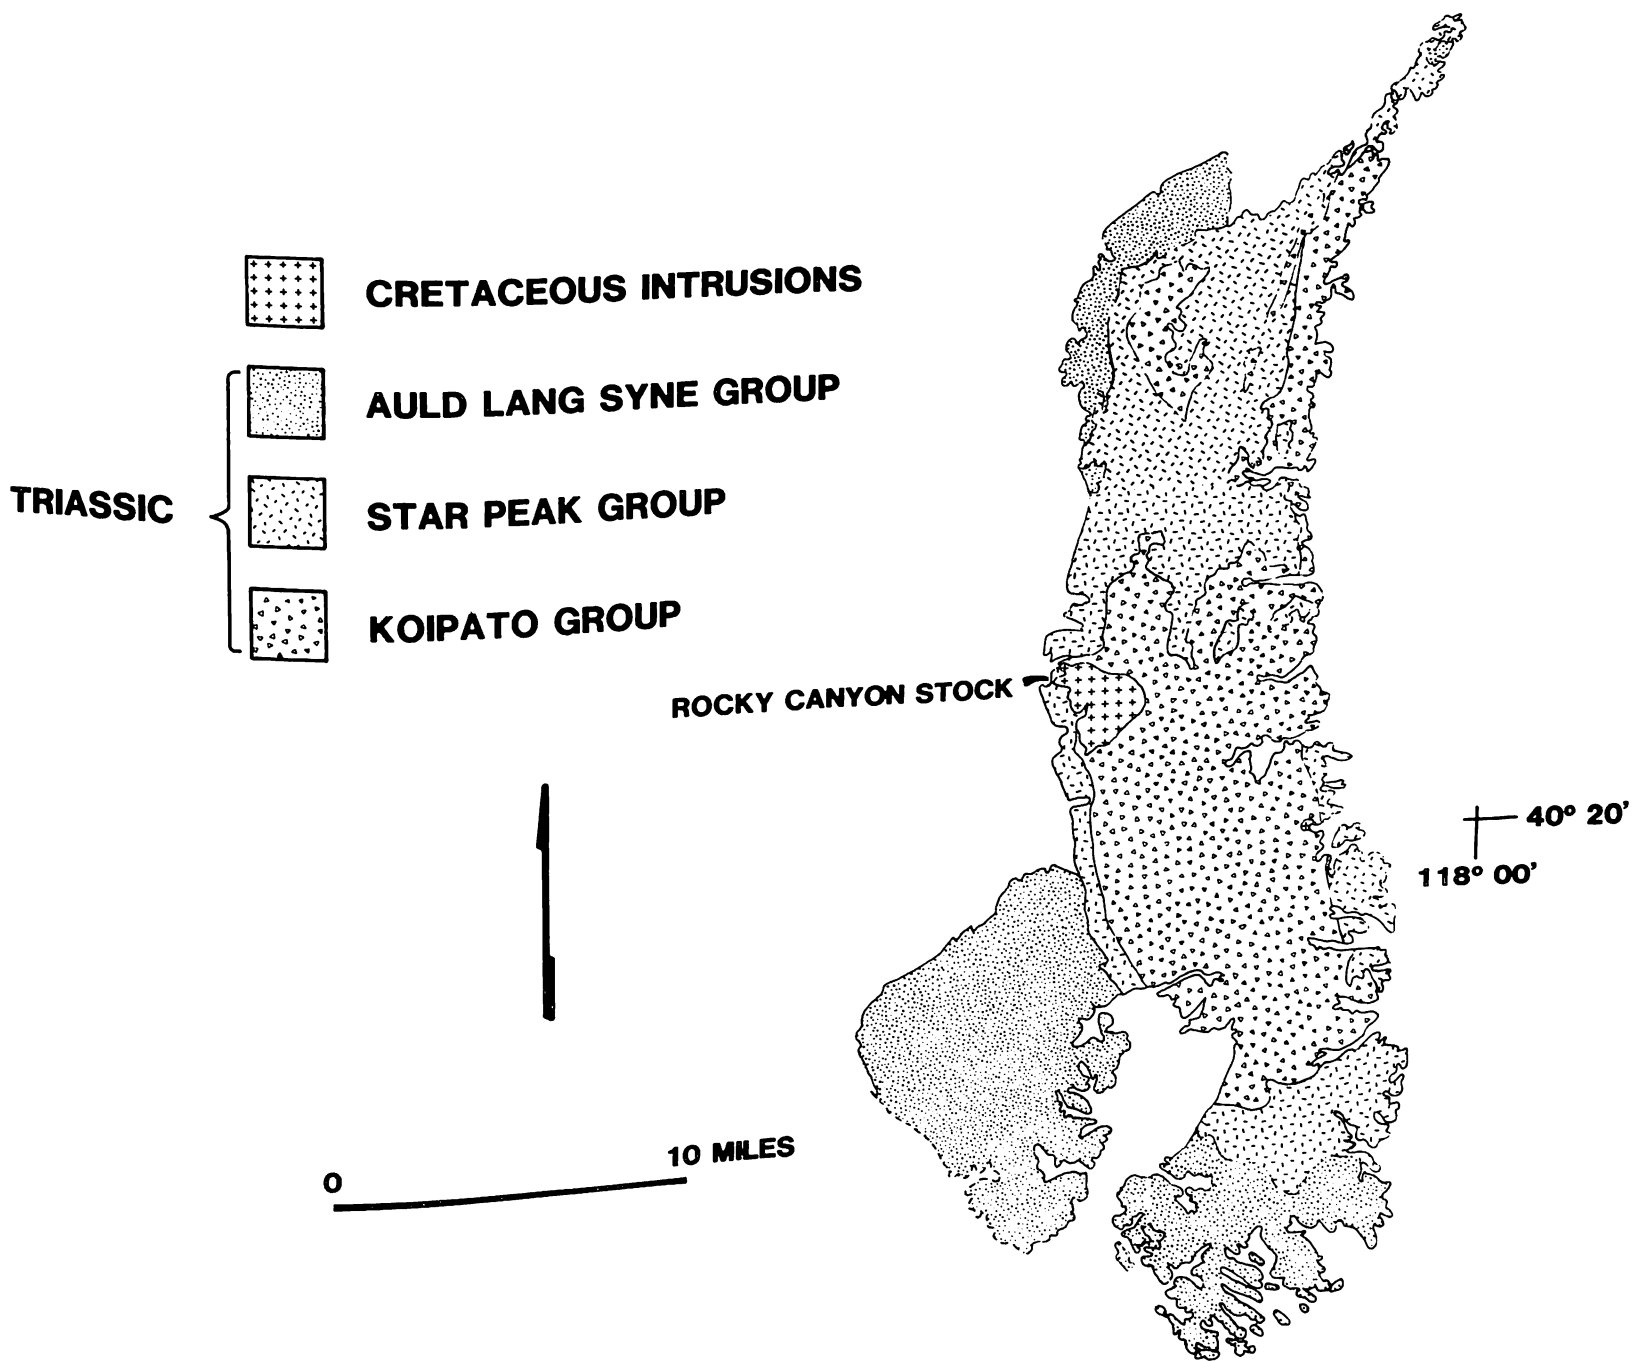 CRETACEOUS INTRUSIONS
AULD LANG SYNE GROUP
TRIASSIC
STAR PEAK GROUP
KOIPATO GROUP
ROCKY CANYON STOCK
40° 20'
118° 00'
0
10 MILES